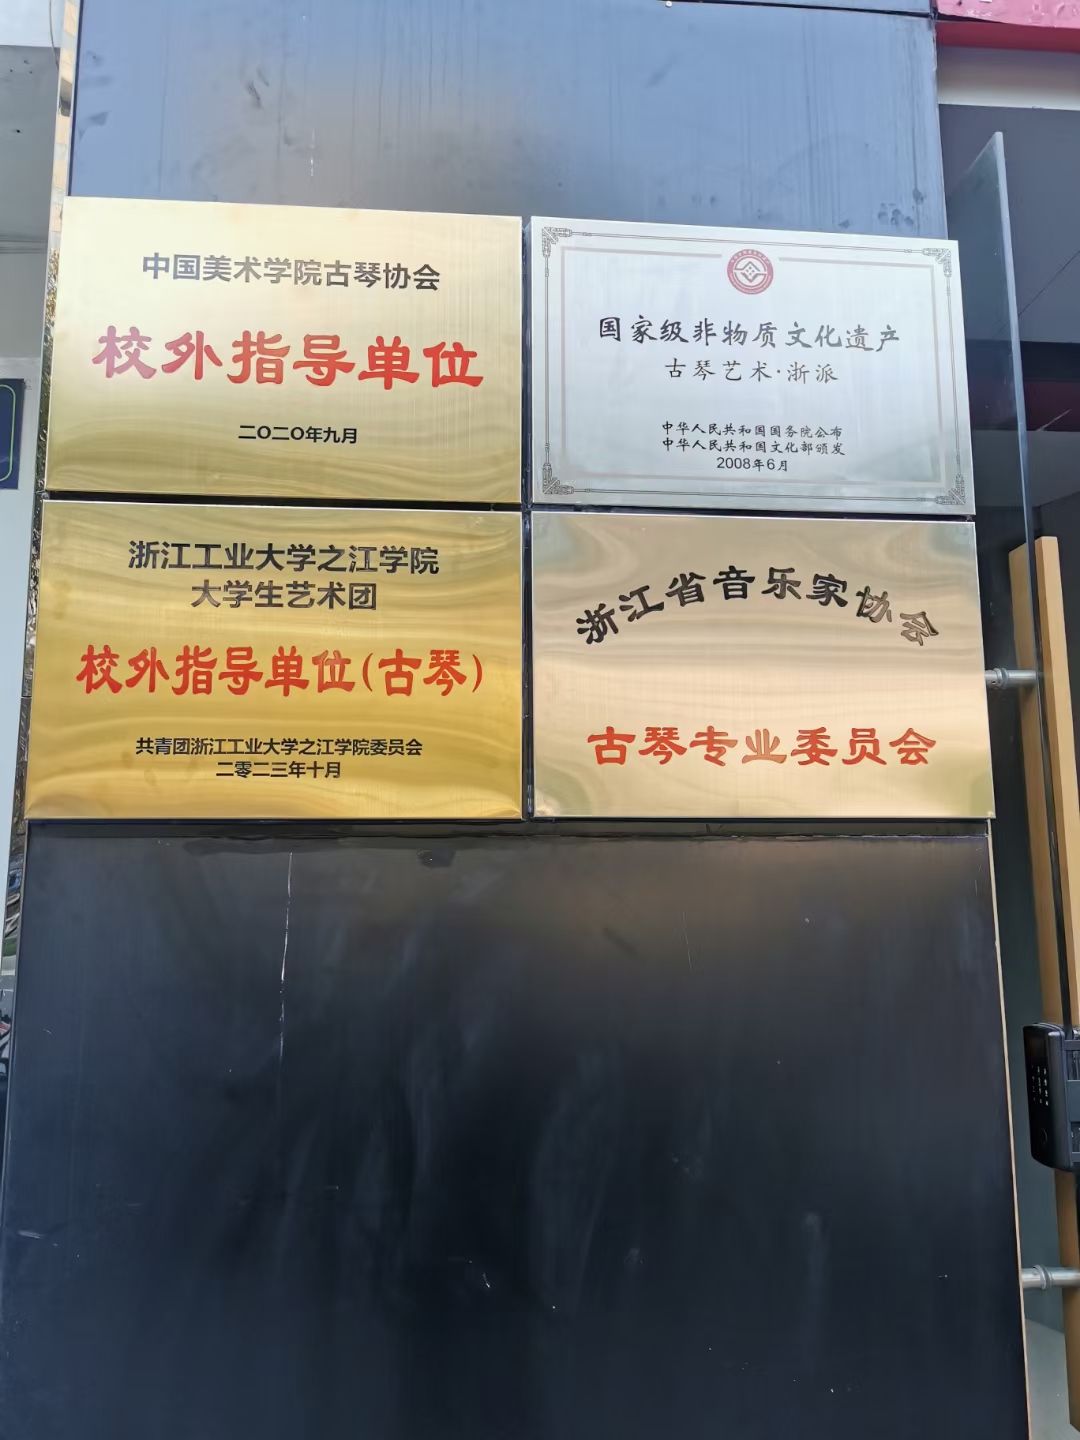 中国美术学院古琴协会
校外指导单位
二〇二〇年九月
国家级非物质文化遗产
古琴艺术·浙派
中华人民共和国国务院公布
中华人民共和国文化部颁发
2008年6月
浙江工业大学之江学院
大学生艺术团
校外指导单位(古琴)
共青团浙江工业大学之江学院委员会
二零二三年十月
浙江省音乐家协会
古琴专业委员会